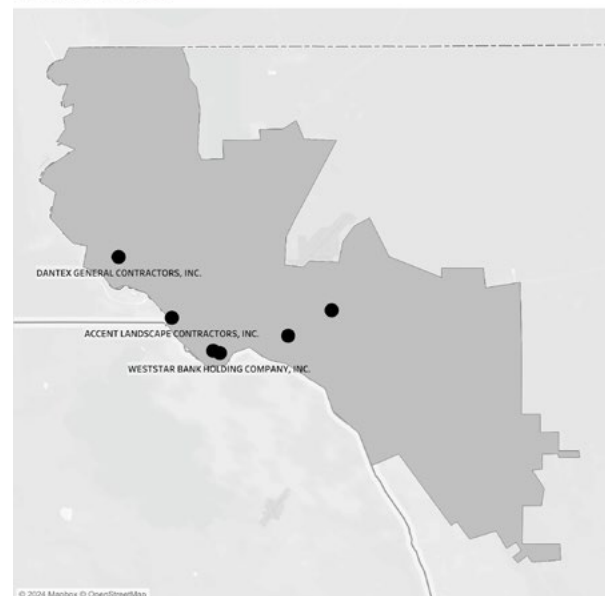 DANTEX GENERAL CONTRACTORS, INC.
ACCENT LANDSCAPE CONTRACTORS, INC.
WESTSTAR BANK HOLDING COMPANY, INC.
© 2024 Mapbox © OpenStreetMap